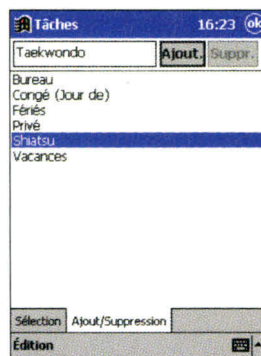 Tâches 16:23 ok
Taekwondo Ajout. Suppr.
Bureau
Congé (Jour de)
Fériés
Privé
Shiatsu
Vacances
Sélection Ajout/Suppression
Édition